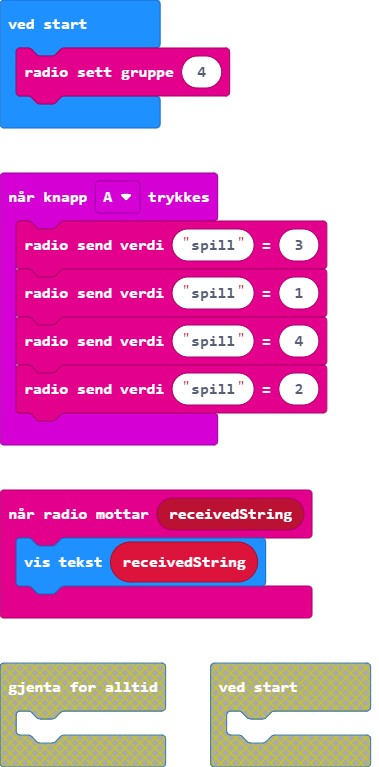 ved start
radio sett gruppe 4
når knapp A trykkes
radio send verdi "spill" = 3
radio send verdi "spill" = 1
radio send verdi "spill" = 4
radio send verdi "spill" = 2
når radio mottar receivedString
vis tekst receivedString
gjenta for alltid
ved start